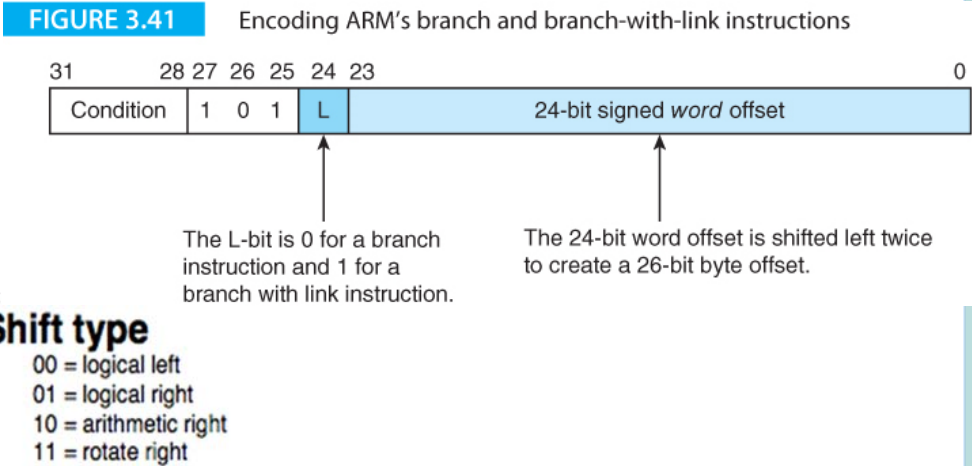 FIGURE 3.41 Encoding ARM's branch and branch-with-link instructions
31 28 27 26 25 24 23 0
Condition 1 0 1 L 24-bit signed word offset
The L-bit is 0 for a branch
instruction and 1 for a
branch with link instruction.
The 24-bit word offset is shifted left twice
to create a 26-bit byte offset.
Shift type
00 = logical left
01 = logical right
10 = arithmetic right
11 = rotate right